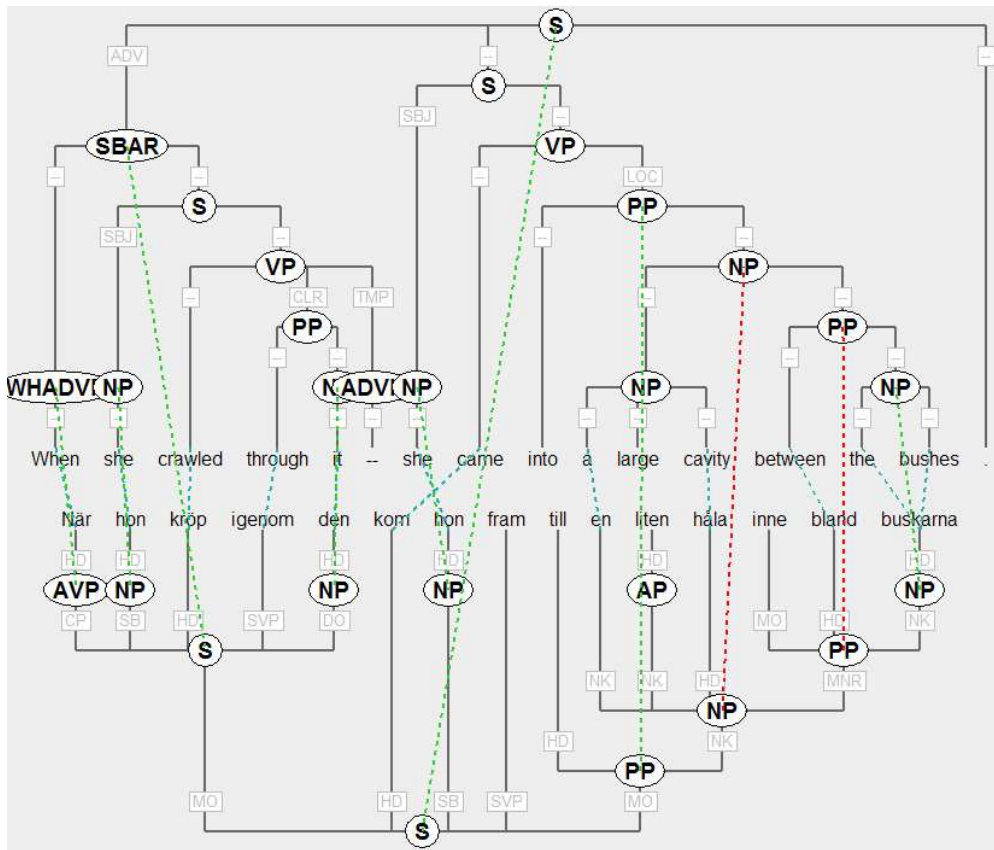 S
ADV -- --
S
SBJ --
SBAR VP
-- -- -- LOC
S PP
SBJ -- -- --
VP NP
-- CLR TMP -- --
PP PP
-- -- -- --
WHADVP NP N ADVP NP NP NP
-- -- -- -- -- -- -- -- -- --
When she crawled through it -- she came into a large cavity between the bushes .
När hon kröp igenom den kom hon fram till en liten håla inne bland buskarna
HD HD HD HD HD HD
AVP NP NP NP AP NP
CP SB HD SVP DO MO HD NK
S PP
NK NK HD MNR
NP
HD NK
PP
MO HD SB SVP MO
S